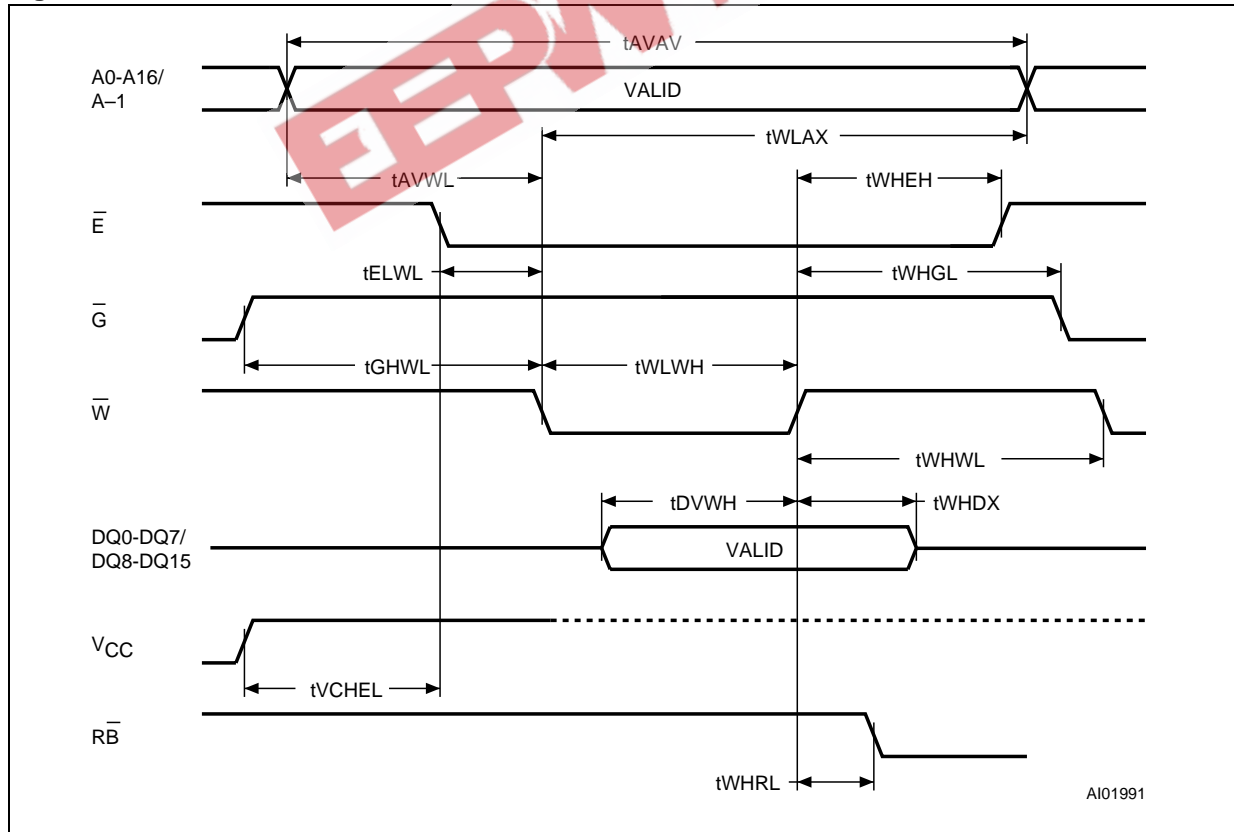 tAVAV
A0-A16/
A–1
VALID
tWLAX
tAVWL
tWHEH
E̅
tELWL
tWHGL
G̅
tGHWL
tWLWH
W̅
tWHWL
tDVWH
tWHDX
DQ0-DQ7/
DQ8-DQ15
VALID
VCC
tVCHEL
RB̅
tWHRL
AI01991